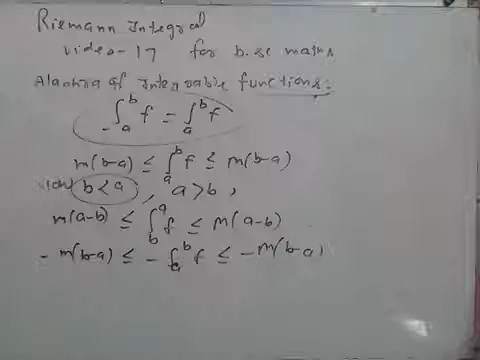 Riemann Integral
video-17 for b.sc maths
Algebra of Integrable functions:
∫_a^b f = ∫_a^b f
m(b-a) ≤ ∫_a^b f ≤ M(b-a)
b < a, a > b,
m(a-b) ≤ ∫_b^a f ≤ M(a-b)
- m(b-a) ≤ - ∫_a^b f ≤ - M(b-a)